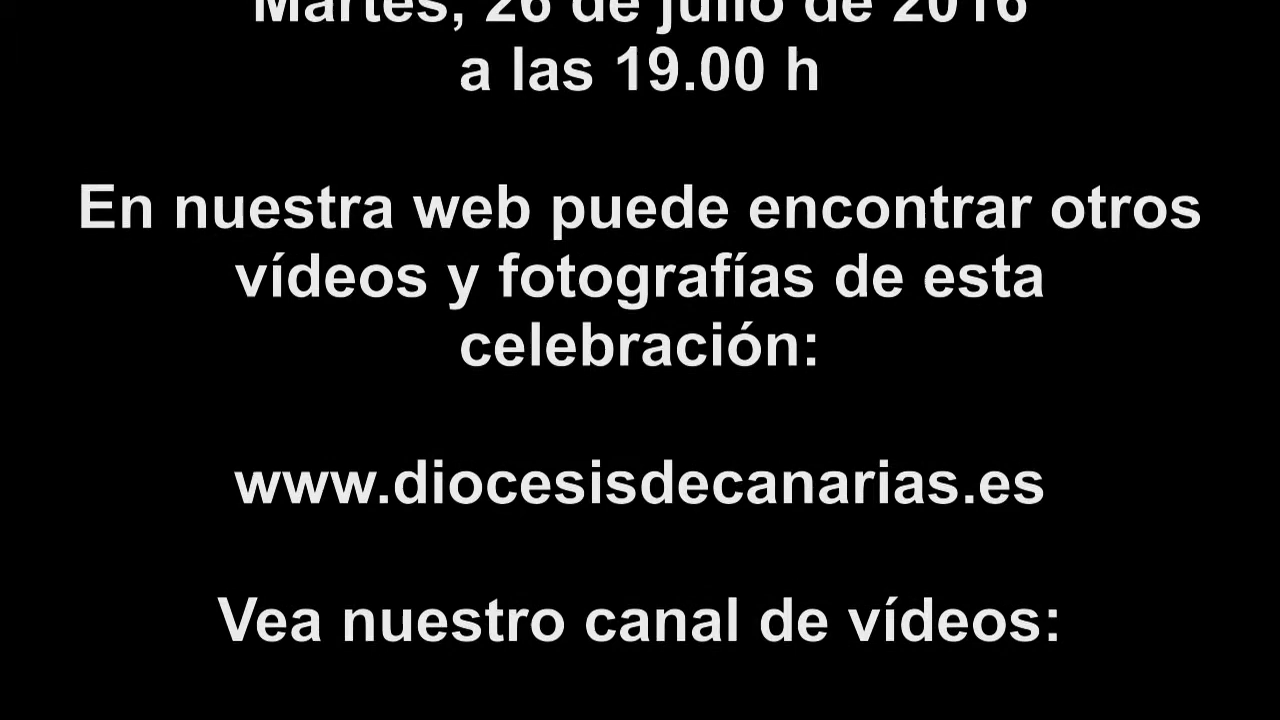 Martes, 26 de julio de 2016
a las 19.00 h
En nuestra web puede encontrar otros
vídeos y fotografías de esta
celebración:
www.diocesisdecanarias.es
Vea nuestro canal de vídeos: